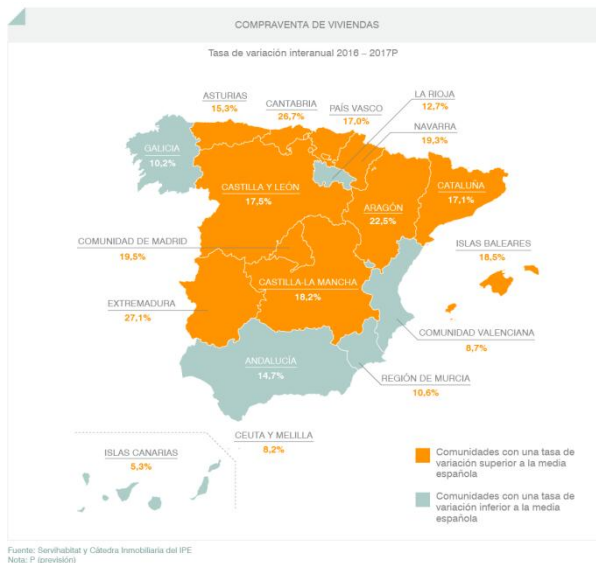 COMPRAVENTA DE VIVIENDAS
Tasa de variación interanual 2016 – 2017P
ASTURIAS
15,3%
CANTABRIA
26,7%
PAÍS VASCO
17,0%
LA RIOJA
12,7%
NAVARRA
19,3%
GALICIA
10,2%
CASTILLA Y LEÓN
17,5%
ARAGÓN
22,5%
CATALUÑA
17,1%
COMUNIDAD DE MADRID
19,5%
ISLAS BALEARES
18,5%
EXTREMADURA
27,1%
CASTILLA-LA MANCHA
18,2%
COMUNIDAD VALENCIANA
8,7%
ANDALUCÍA
14,7%
REGIÓN DE MURCIA
10,6%
CEUTA Y MELILLA
8,2%
ISLAS CANARIAS
5,3%
Comunidades con una tasa de
variación superior a la media
española
Comunidades con una tasa de
variación inferior a la media
española
Fuente: Servihabitat y Cátedra Inmobiliaria del IPE
Nota: P (previsión)